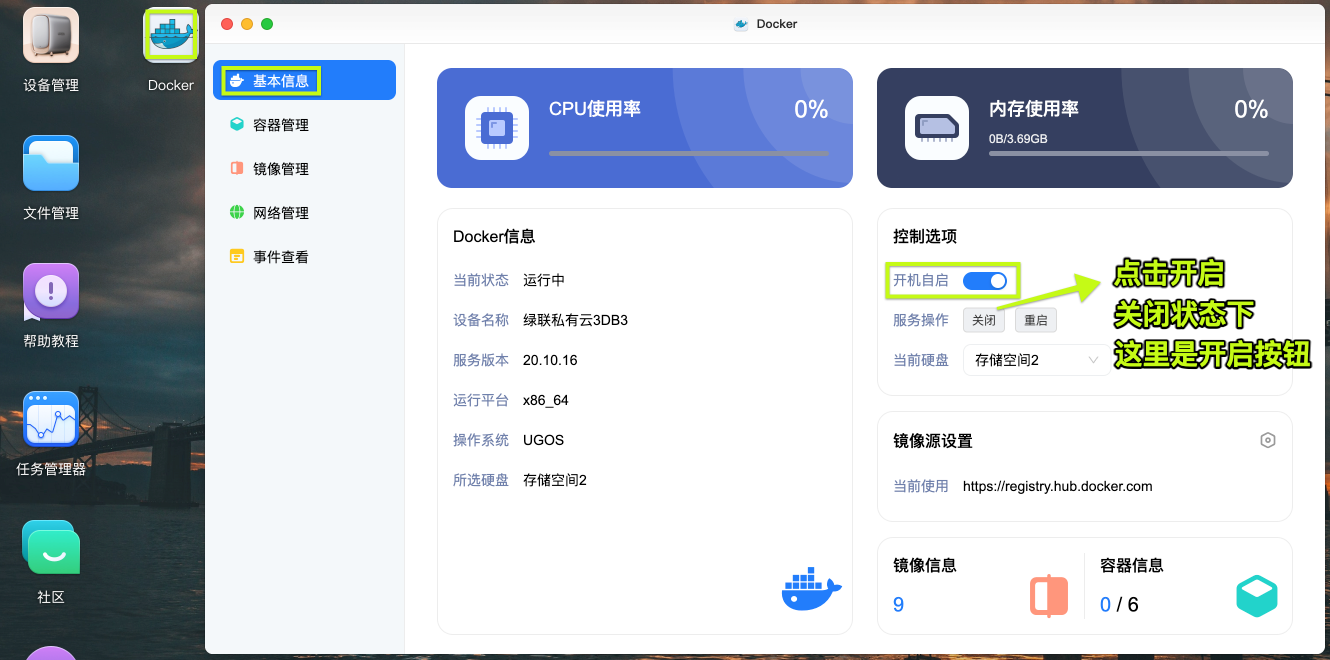 设备管理
Docker
文件管理
帮助教程
任务管理器
社区
Docker
基本信息
容器管理
镜像管理
网络管理
事件查看
CPU使用率
0%
内存使用率
0%
0B/3.69GB
Docker信息
当前状态 运行中
设备名称 绿联私有云3DB3
服务版本 20.10.16
运行平台 x86_64
操作系统 UGOS
所选硬盘 存储空间2
控制选项
开机自启
服务操作 关闭 重启
当前硬盘 存储空间2
点击开启
关闭状态下
这里是开启按钮
镜像源设置
当前使用 https://registry.hub.docker.com
镜像信息
9
容器信息
0 / 6